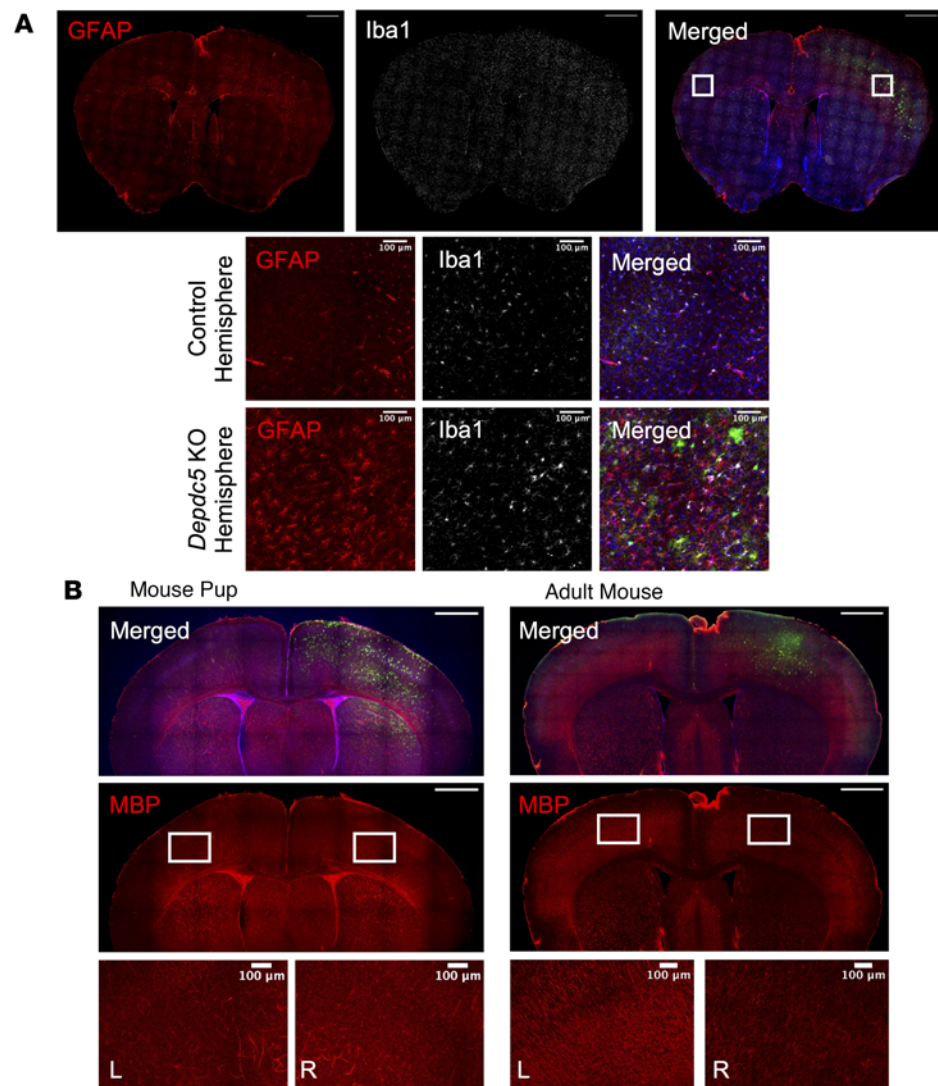 A
GFAP
Iba1
Merged
Control
Hemisphere
GFAP
100 μm
Iba1
100 μm
Merged
100 μm
Depdc5 KO
Hemisphere
GFAP
100 μm
Iba1
100 μm
Merged
100 μm
B
Mouse Pup
Adult Mouse
Merged
Merged
MBP
MBP
100 μm
L
100 μm
R
100 μm
L
100 μm
R